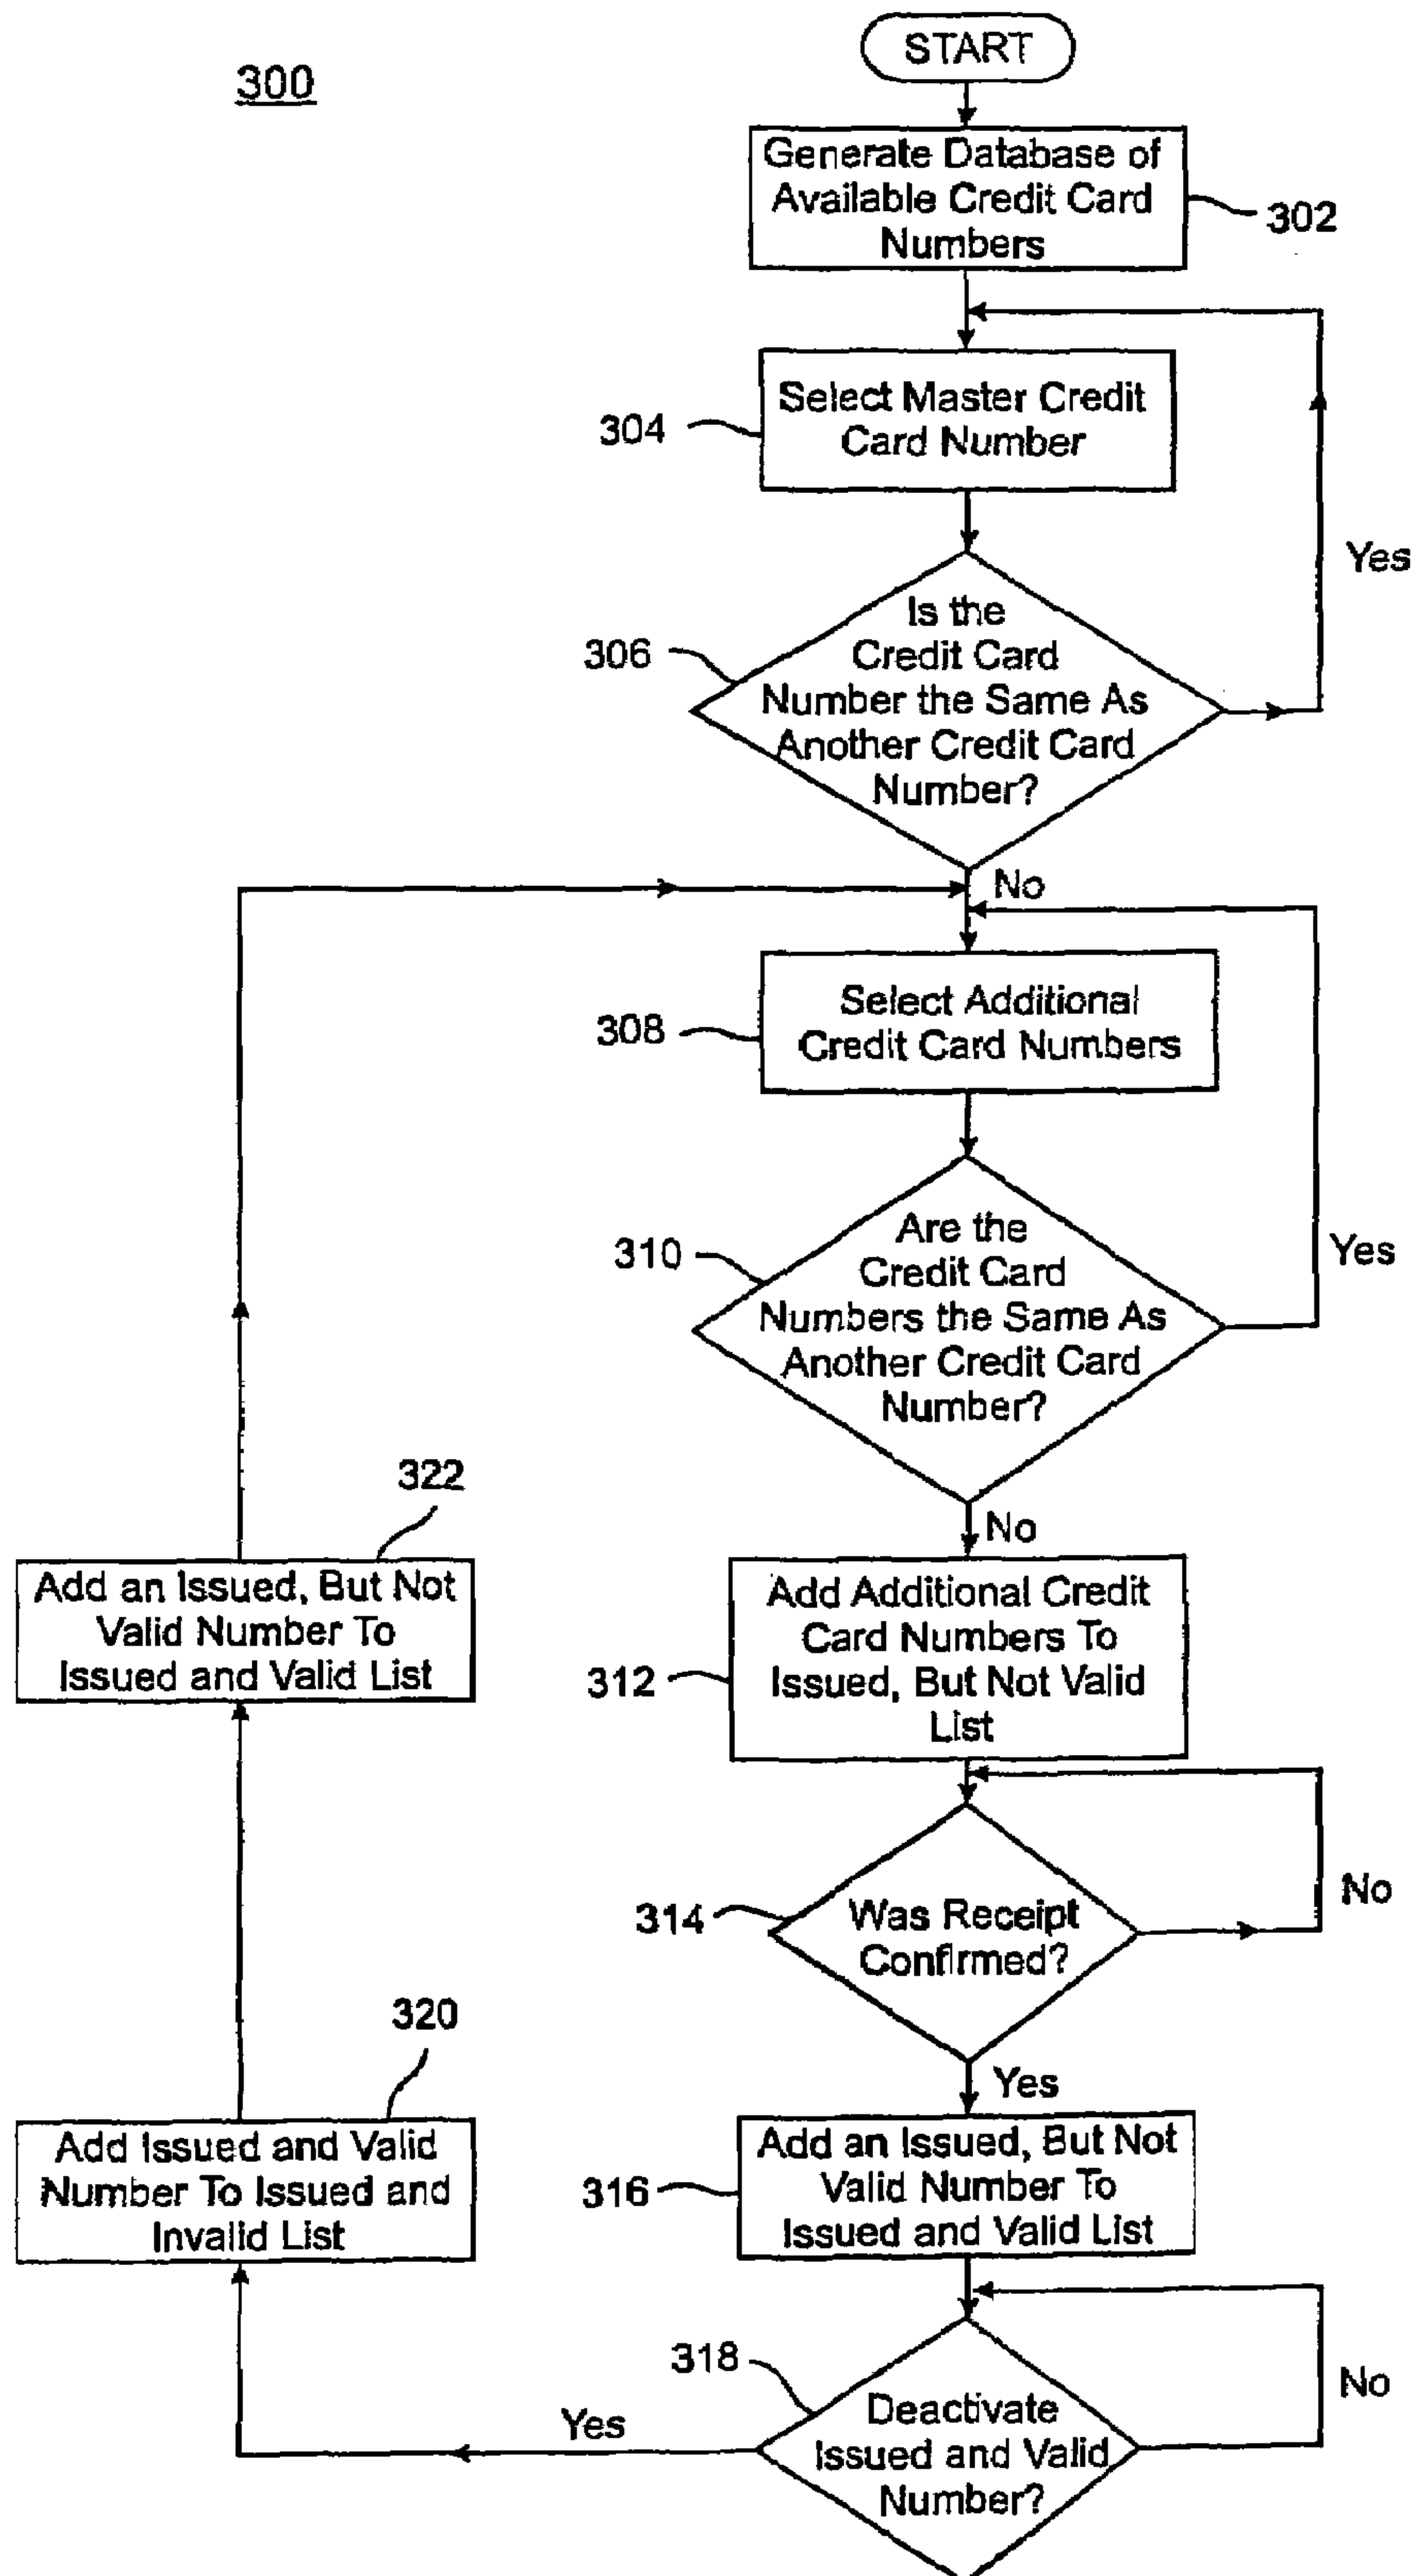 300
START
Generate Database of
Available Credit Card
Numbers
302
304
Select Master Credit
Card Number
Yes
306
Is the
Credit Card
Number the Same As
Another Credit Card
Number?
No
308
Select Additional
Credit Card Numbers
310
Are the
Credit Card
Numbers the Same As
Another Credit Card
Number?
Yes
No
322
Add an Issued, But Not
Valid Number To
Issued and Valid List
312
Add Additional Credit
Card Numbers To
Issued, But Not Valid
List
314
Was Receipt
Confirmed?
No
Yes
320
Add Issued and Valid
Number To Issued and
Invalid List
316
Add an Issued, But Not
Valid Number To
Issued and Valid List
318
Deactivate
Issued and Valid
Number?
No
Yes